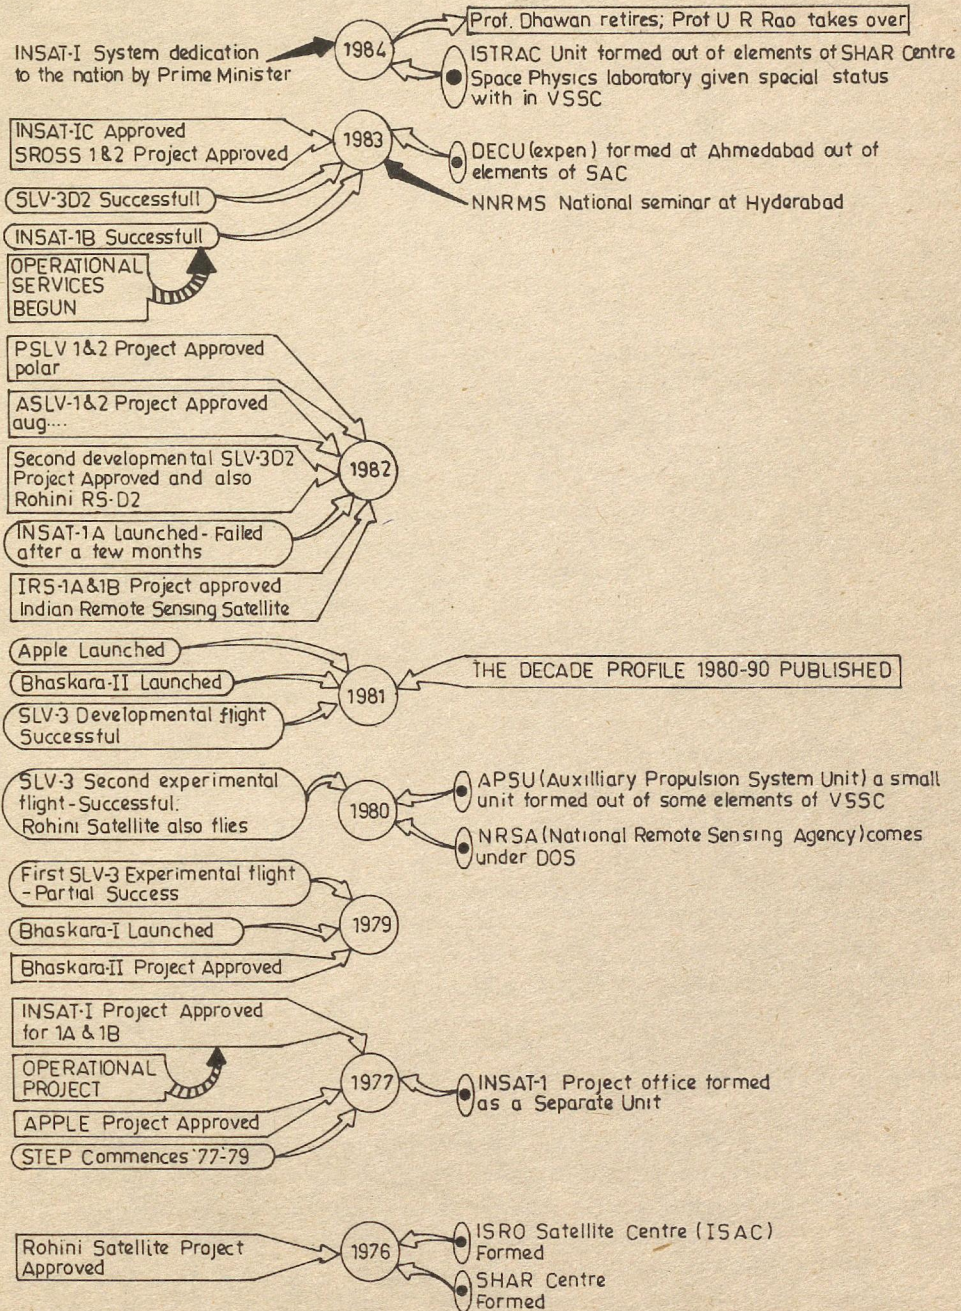 Prof. Dhawan retires; Prof U R Rao takes over
INSAT-I System dedication
to the nation by Prime Minister
1984
ISTRAC Unit formed out of elements of SHAR Centre
Space Physics laboratory given special status
with in VSSC
INSAT-IC Approved
SROSS 1&2 Project Approved
1983
DECU (expen) formed at Ahmedabad out of
elements of SAC
SLV-3D2 Successfull
NNRMS National seminar at Hyderabad
INSAT-1B Successfull
OPERATIONAL
SERVICES
BEGUN
PSLV 1&2 Project Approved
polar
ASLV-1&2 Project Approved
aug....
1982
Second developmental SLV-3D2
Project Approved and also
Rohini RS-D2
INSAT-1A Launched- Failed
after a few months
IRS-1A&1B Project approved
Indian Remote Sensing Satellite
Apple Launched
Bhaskara-II Launched
SLV-3 Developmental flight
Successful
1981
THE DECADE PROFILE 1980-90 PUBLISHED
SLV-3 Second experimental
flight-Successful.
Rohini Satellite also flies
1980
APSU (Auxilliary Propulsion System Unit) a small
unit formed out of some elements of VSSC
NRSA (National Remote Sensing Agency) comes
under DOS
First SLV-3 Experimental flight
- Partial Success
Bhaskara-I Launched
Bhaskara-II Project Approved
1979
INSAT-I Project Approved
for 1A & 1B
OPERATIONAL
PROJECT
APPLE Project Approved
STEP Commences '77-'79
1977
INSAT-1 Project office formed
as a Separate Unit
Rohini Satellite Project
Approved
1976
ISRO Satellite Centre (ISAC)
Formed
SHAR Centre
Formed